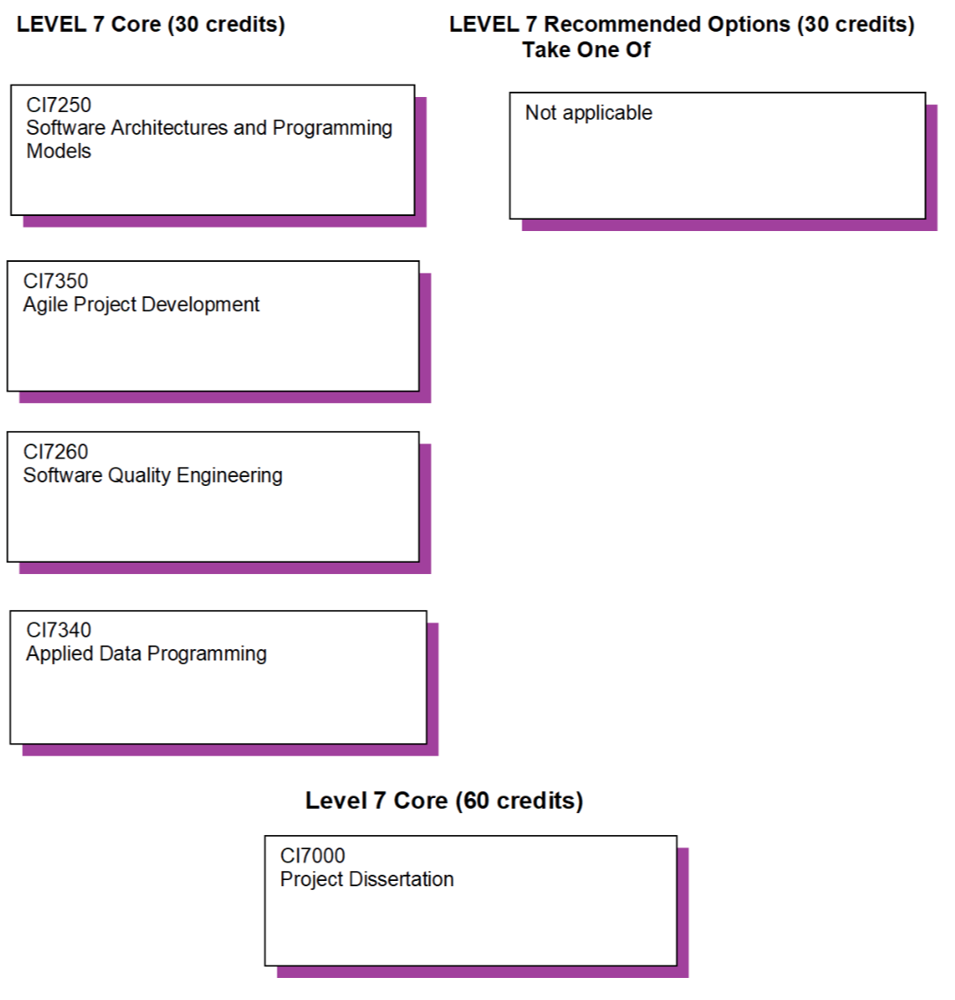 LEVEL 7 Core (30 credits)
LEVEL 7 Recommended Options (30 credits)
Take One Of
CI7250
Software Architectures and Programming
Models
Not applicable
CI7350
Agile Project Development
CI7260
Software Quality Engineering
CI7340
Applied Data Programming
Level 7 Core (60 credits)
CI7000
Project Dissertation